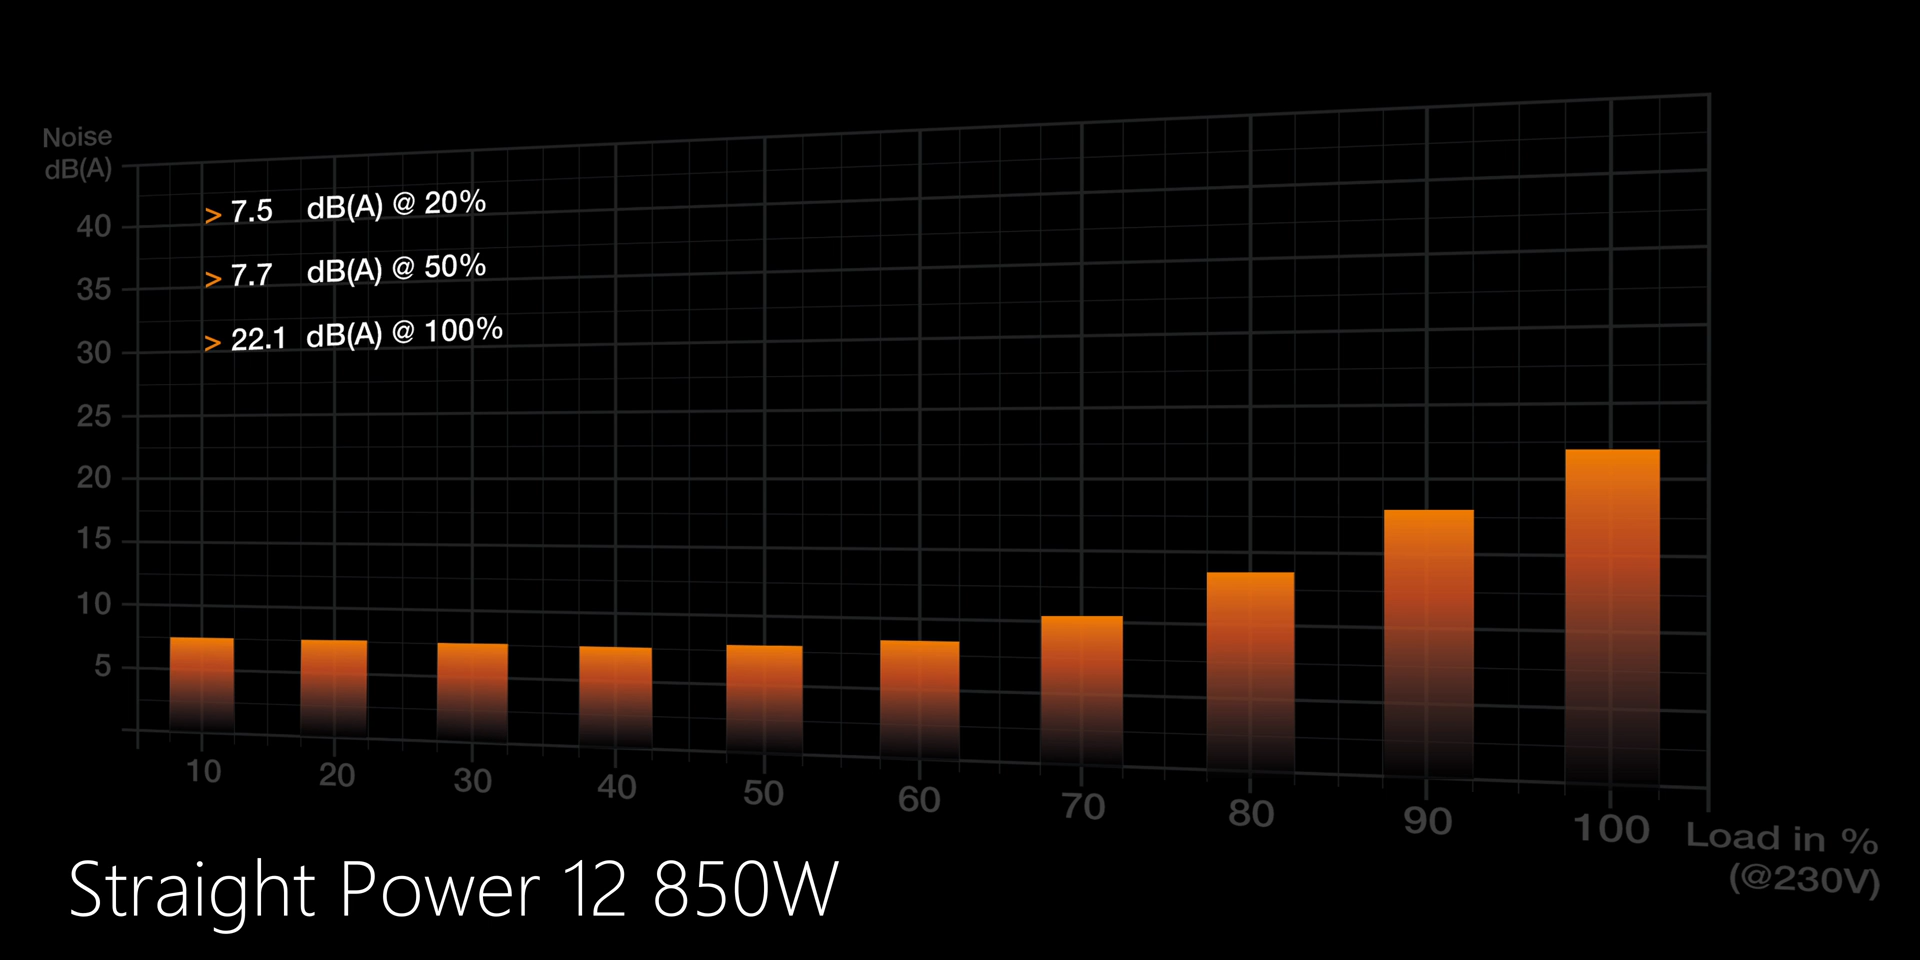 Noise
dB(A)
> 7.5 dB(A) @ 20%
> 7.7 dB(A) @ 50%
> 22.1 dB(A) @ 100%
40
35
30
25
20
15
10
5
10 20 30 40 50 60 70 80 90 100
Load in %
(@230V)
Straight Power 12 850W